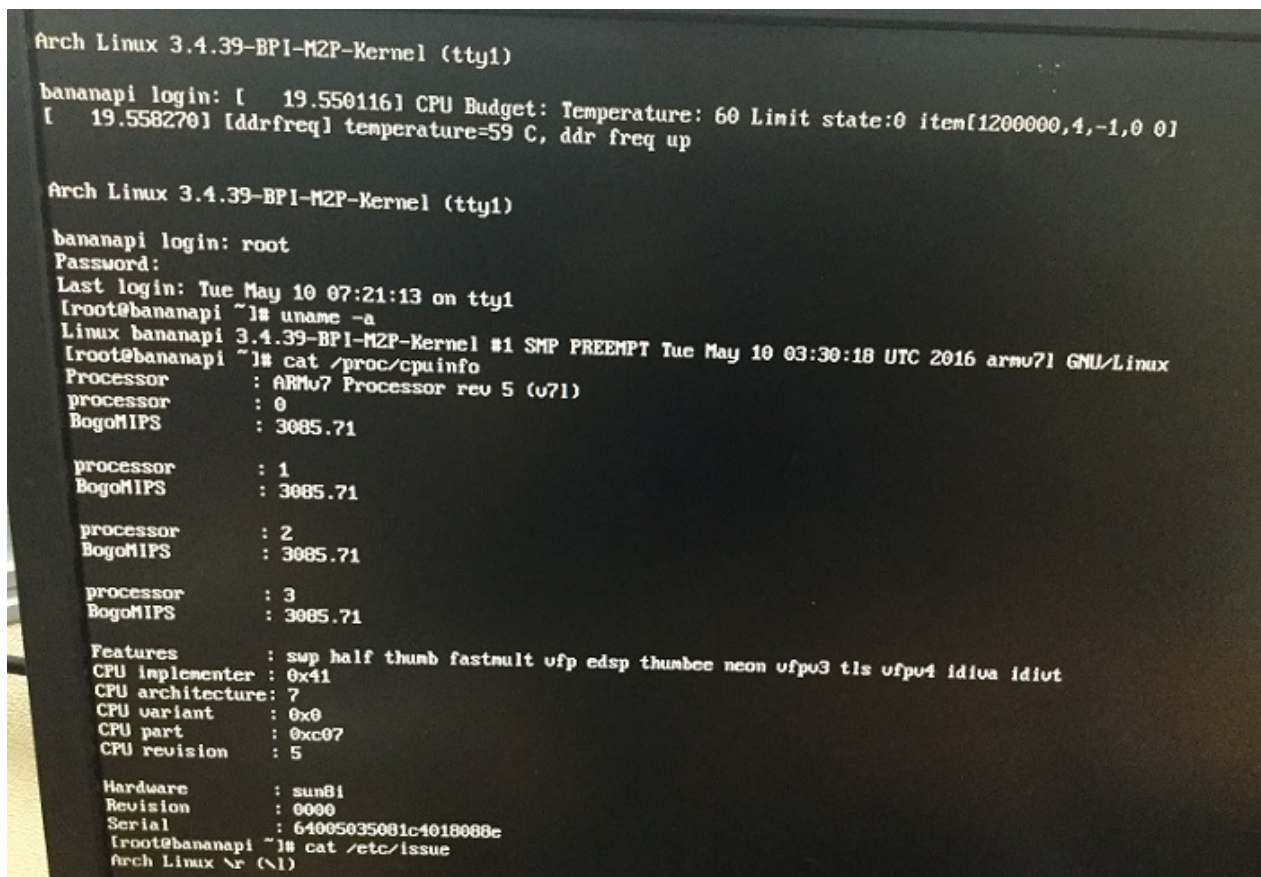 Arch Linux 3.4.39-BPI-M2P-Kernel (tty1)
bananapi login: [   19.550116] CPU Budget: Temperature: 60 Limit state:0 item[1200000,4,-1,0 0]
[   19.558270] [ddrfreq] temperature=59 C, ddr freq up
Arch Linux 3.4.39-BPI-M2P-Kernel (tty1)
bananapi login: root
Password:
Last login: Tue May 10 07:21:13 on tty1
[root@bananapi ~]# uname -a
Linux bananapi 3.4.39-BPI-M2P-Kernel #1 SMP PREEMPT Tue May 10 03:30:18 UTC 2016 armv7l GNU/Linux
[root@bananapi ~]# cat /proc/cpuinfo
Processor       : ARMv7 Processor rev 5 (v7l)
processor       : 0
BogoMIPS        : 3085.71
processor       : 1
BogoMIPS        : 3085.71
processor       : 2
BogoMIPS        : 3085.71
processor       : 3
BogoMIPS        : 3085.71
Features        : swp half thumb fastmult vfp edsp thumbee neon vfpv3 tls vfpv4 idiva idivt
CPU implementer : 0x41
CPU architecture: 7
CPU variant     : 0x0
CPU part        : 0xc07
CPU revision    : 5
Hardware        : sun8i
Revision        : 0000
Serial          : 64005035081c4018088e
[root@bananapi ~]# cat /etc/issue
Arch Linux \r (\l)